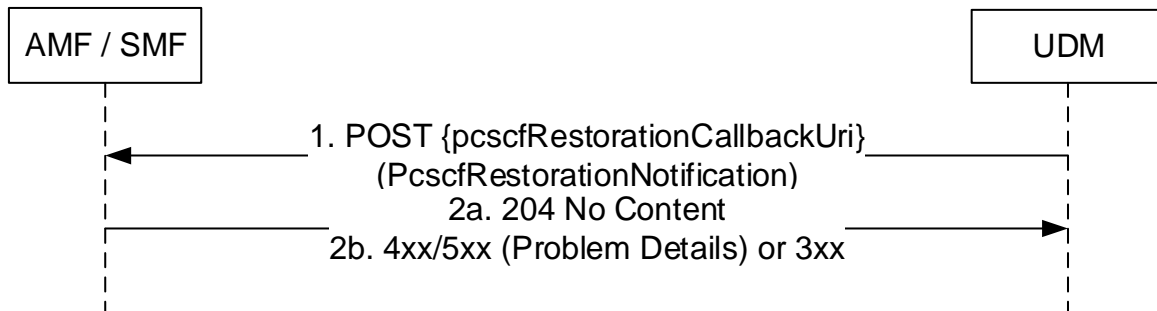 AMF / SMF
UDM
1. POST {pcscfRestorationCallbackUri}
(PcscfRestorationNotification)
2a. 204 No Content
2b. 4xx/5xx (Problem Details) or 3xx